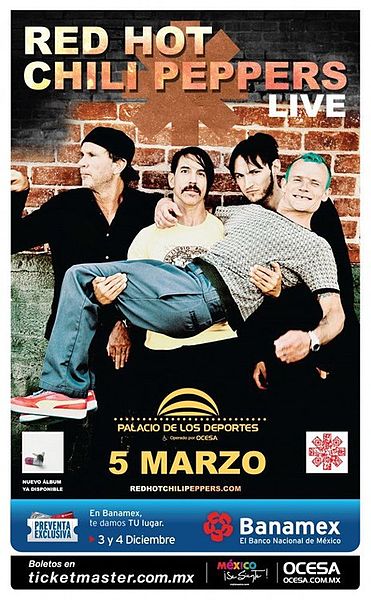 RED HOT
CHILI PEPPERS
LIVE
PALACIO DE LOS DEPORTES
Operado por OCESA
5 MARZO
NUEVO ÁLBUM
YA DISPONIBLE
REDHOTCHILIPEPPERS.COM
PREVENTA
EXCLUSIVA
En Banamex,
te damos TU lugar.
3 y 4 Diciembre
Banamex
El Banco Nacional de México
Boletos en
ticketmaster.com.mx
MÉXICO
OCESA
OCESA.COM.MX